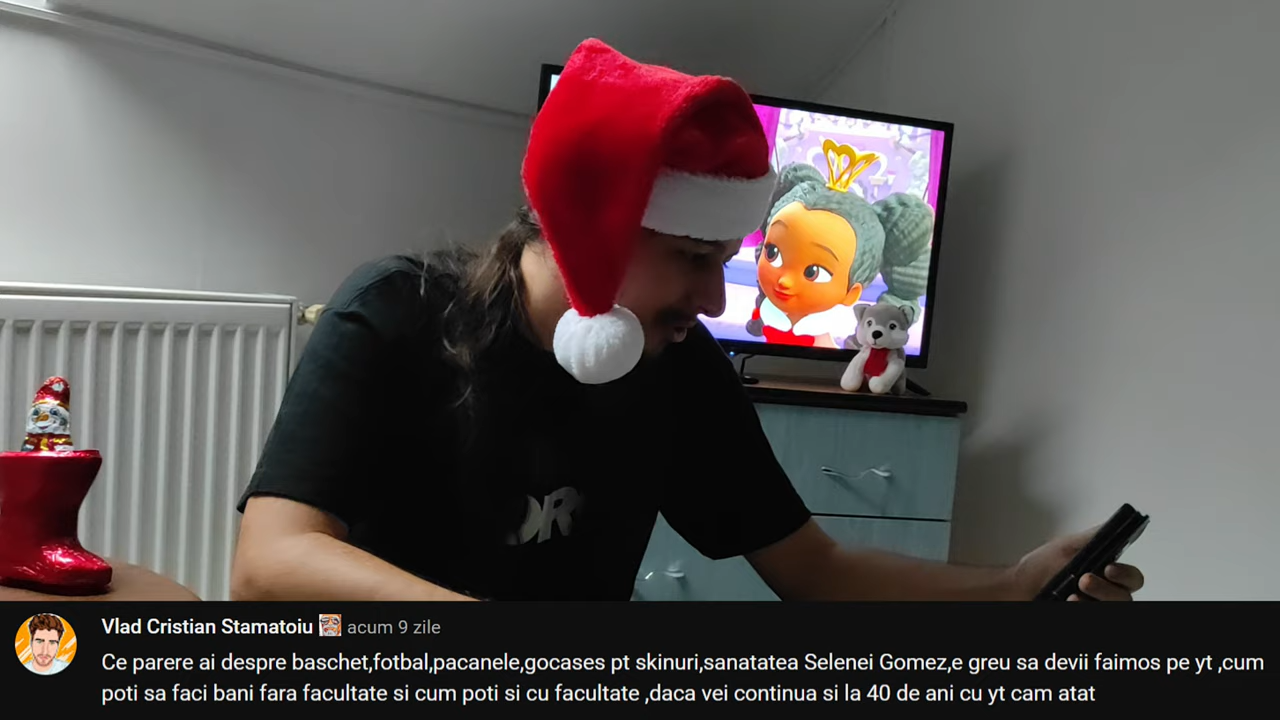 OR
Vlad Cristian Stamatoiu acum 9 zile
Ce parere ai despre baschet,fotbal,pacanele,gocases pt skinuri,sanatatea Selenei Gomez,e greu sa devii faimos pe yt ,cum
poti sa faci bani fara facultate si cum poti si cu facultate ,daca vei continua si la 40 de ani cu yt cam atat